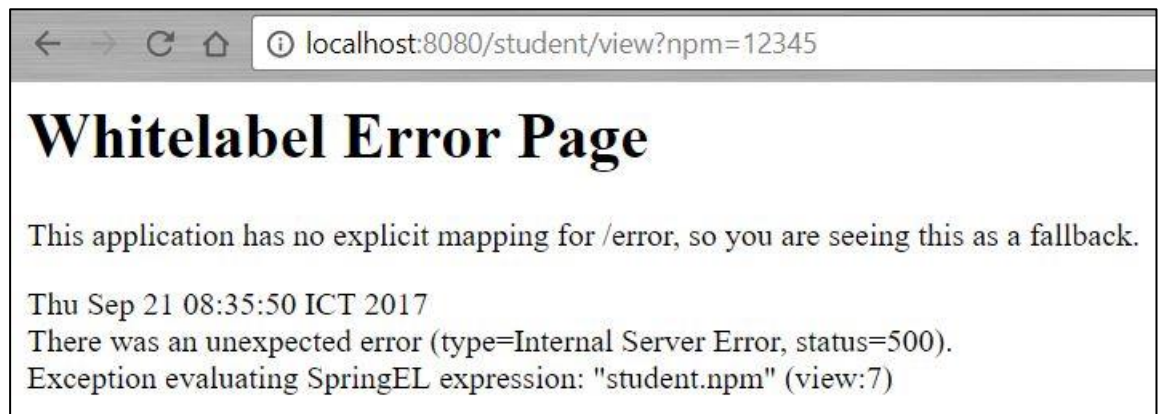 localhost:8080/student/view?npm=12345
Whitelabel Error Page
This application has no explicit mapping for /error, so you are seeing this as a fallback.
Thu Sep 21 08:35:50 ICT 2017
There was an unexpected error (type=Internal Server Error, status=500).
Exception evaluating SpringEL expression: "student.npm" (view:7)